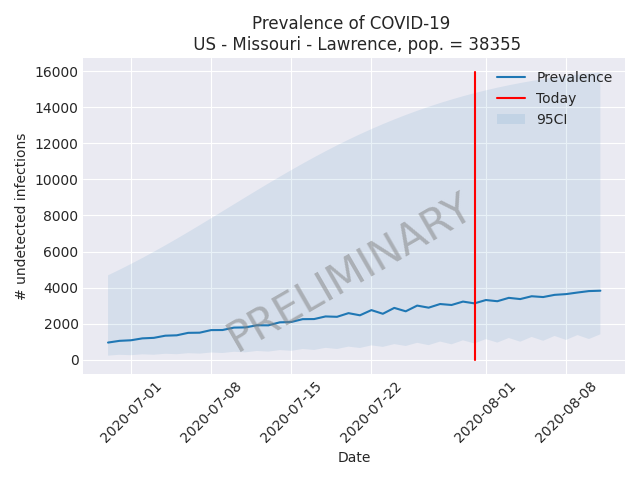 Prevalence of COVID-19
US - Missouri - Lawrence, pop. = 38355
16000
14000
12000
10000
8000
6000
4000
2000
0
# undetected infections
Prevalence
Today
95CI
PRELIMINARY
2020-07-01
2020-07-08
2020-07-15
2020-07-22
2020-08-01
2020-08-08
Date